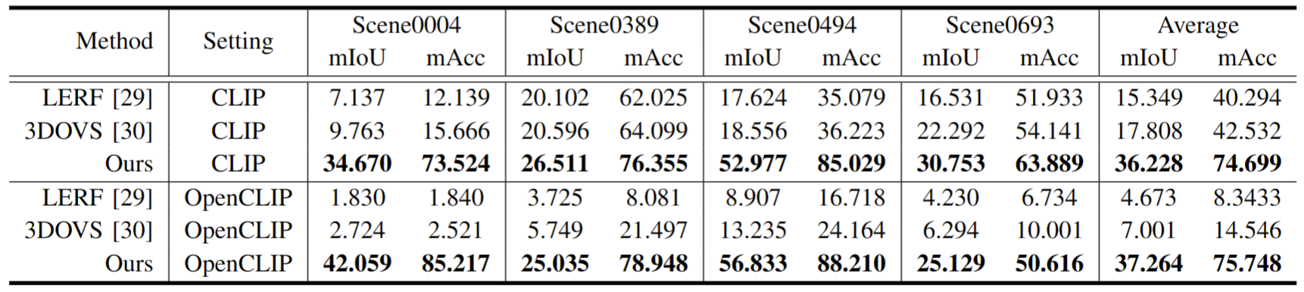 Method Setting Scene0004 Scene0389 Scene0494 Scene0693 Average
mIoU mAcc mIoU mAcc mIoU mAcc mIoU mAcc mIoU mAcc
LERF [29] CLIP 7.137 12.139 20.102 62.025 17.624 35.079 16.531 51.933 15.349 40.294
3DOVS [30] CLIP 9.763 15.666 20.596 64.099 18.556 36.223 22.292 54.141 17.808 42.532
Ours CLIP 34.670 73.524 26.511 76.355 52.977 85.029 30.753 63.889 36.228 74.699
LERF [29] OpenCLIP 1.830 1.840 3.725 8.081 8.907 16.718 4.230 6.734 4.673 8.3433
3DOVS [30] OpenCLIP 2.724 2.521 5.749 21.497 13.235 24.164 6.294 10.001 7.001 14.546
Ours OpenCLIP 42.059 85.217 25.035 78.948 56.833 88.210 25.129 50.616 37.264 75.748